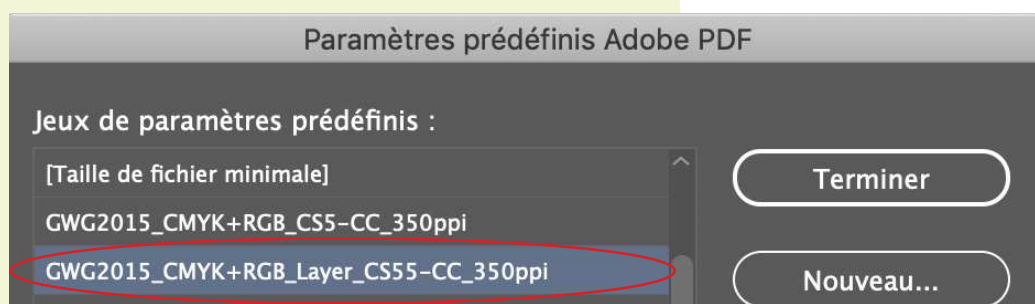 Paramètres prédéfinis Adobe PDF
Jeux de paramètres prédéfinis :
[Taille de fichier minimale]
Terminer
GWG2015_CMYK+RGB_CS5-CC_350ppi
GWG2015_CMYK+RGB_Layer_CS55-CC_350ppi
Nouveau...